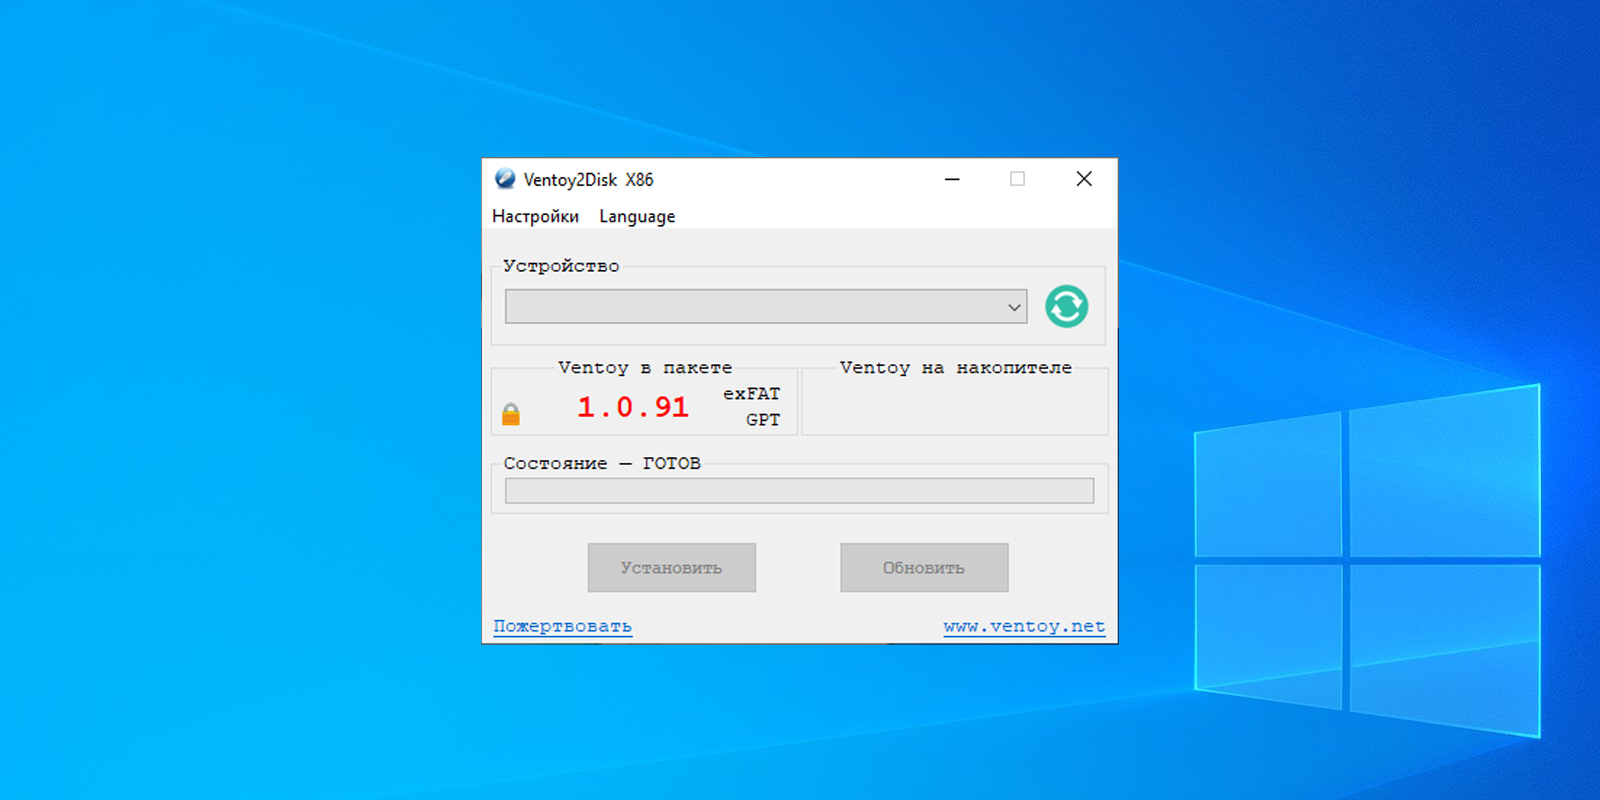 Ventoy2Disk X86
Настройки Language
Устройство
Ventoy в пакете
1.0.91
exFAT
GPT
Ventoy на накопителе
Состояние — ГОТОВ
Установить
Обновить
Пожертвовать
www.ventoy.net